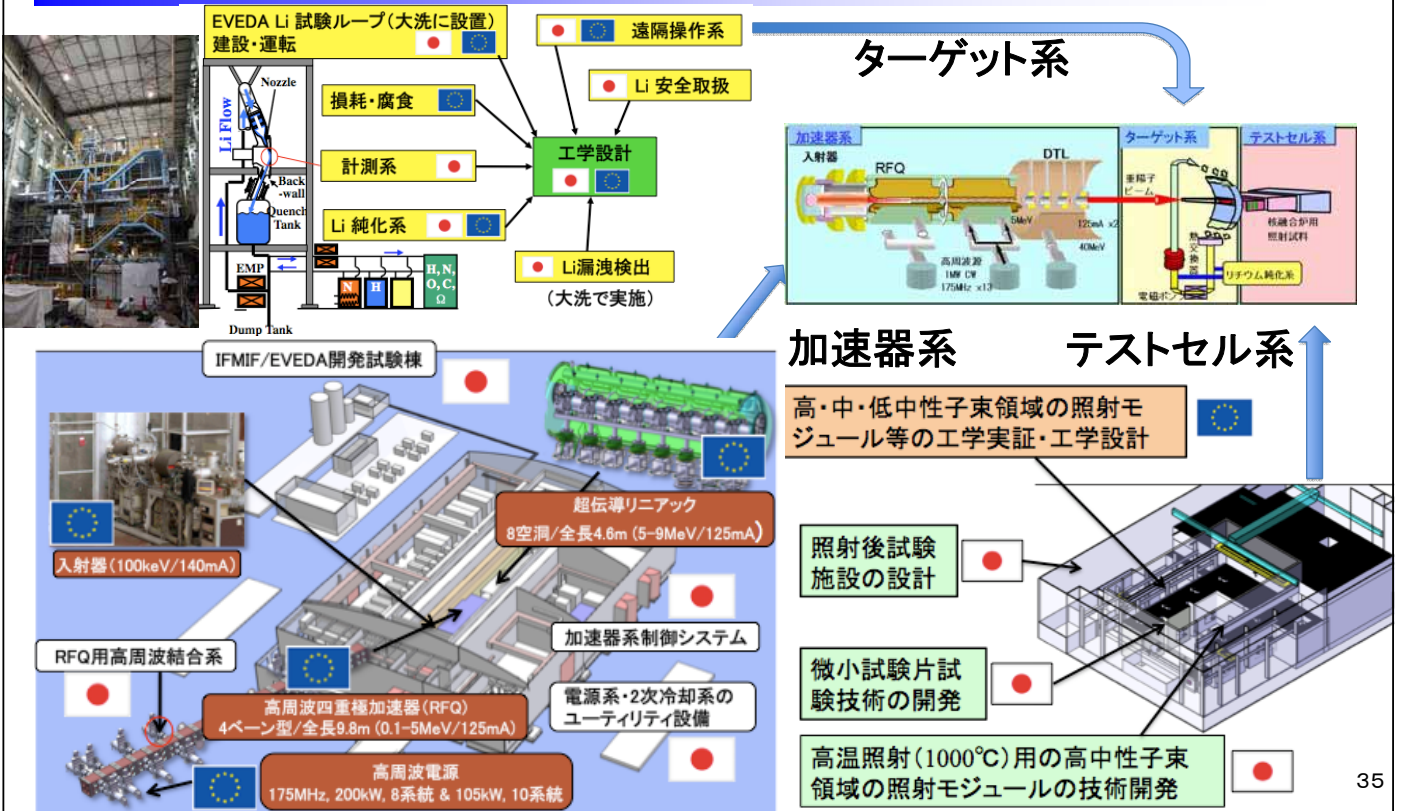 EVEDA Li 試験ループ(大洗に設置)
建設・運転
遠隔操作系
Li 安全取扱
損耗・腐食
計測系
Li 純化系
工学設計
Li漏洩検出
(大洗で実施)
Nozzle
Li Flow
Back
-wall
Quench
Tank
EMP
N
H
H, N,
O, C,
Ω
Dump Tank
ターゲット系
加速器系
入射器
RFQ
DTL
5MeV
125mA x2
40MeV
高周波源
1MW CW
175MHz x13
ターゲット系
重陽子
ビーム
熱交換器
電磁ポンプ
リチウム純化系
テストセル系
核融合炉用
照射試料
加速器系
テストセル系
IFMIF/EVEDA開発試験棟
入射器(100keV/140mA)
超伝導リニアック
8空洞/全長4.6m (5-9MeV/125mA)
加速器系制御システム
RFQ用高周波結合系
高周波四重極加速器(RFQ)
4ベーン型/全長9.8m (0.1-5MeV/125mA)
電源系・2次冷却系の
ユーティリティ設備
高周波電源
175MHz, 200kW, 8系統 & 105kW, 10系統
高・中・低中性子束領域の照射モ
ジュール等の工学実証・工学設計
照射後試験
施設の設計
微小試験片試
験技術の開発
高温照射(1000℃)用の高中性子束
領域の照射モジュールの技術開発
35